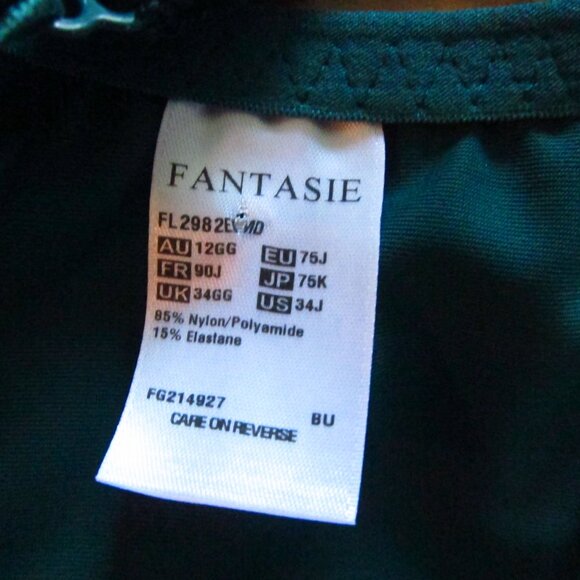 FANTASIE
FL2982
AU 12GG EU 75J
FR 90J JP 75K
UK 34GG US 34J
85% Nylon/Polyamide
15% Elastane
FG214927 BU
CARE ON REVERSE